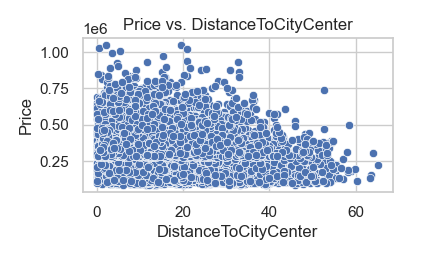 Price vs. DistanceToCityCenter
1e6
1.00
0.75
0.50
0.25
Price
0 20 40 60
DistanceToCityCenter